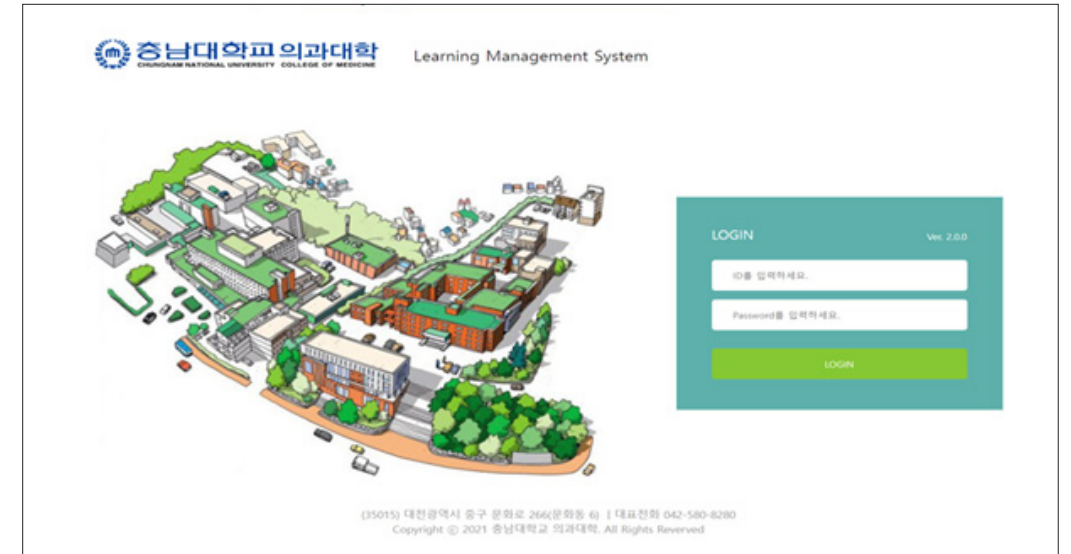 충남대학교 의과대학
CHUNGNAM NATIONAL UNIVERSITY COLLEGE OF MEDICINE
Learning Management System
LOGIN
Ver. 2.0.0
ID를 입력하세요.
Password를 입력하세요.
LOGIN
(35015) 대전광역시 중구 문화로 266(문화동 6) | 대표전화 042-580-8280
Copyright ⓒ 2021 충남대학교 의과대학. All Rights Reverved